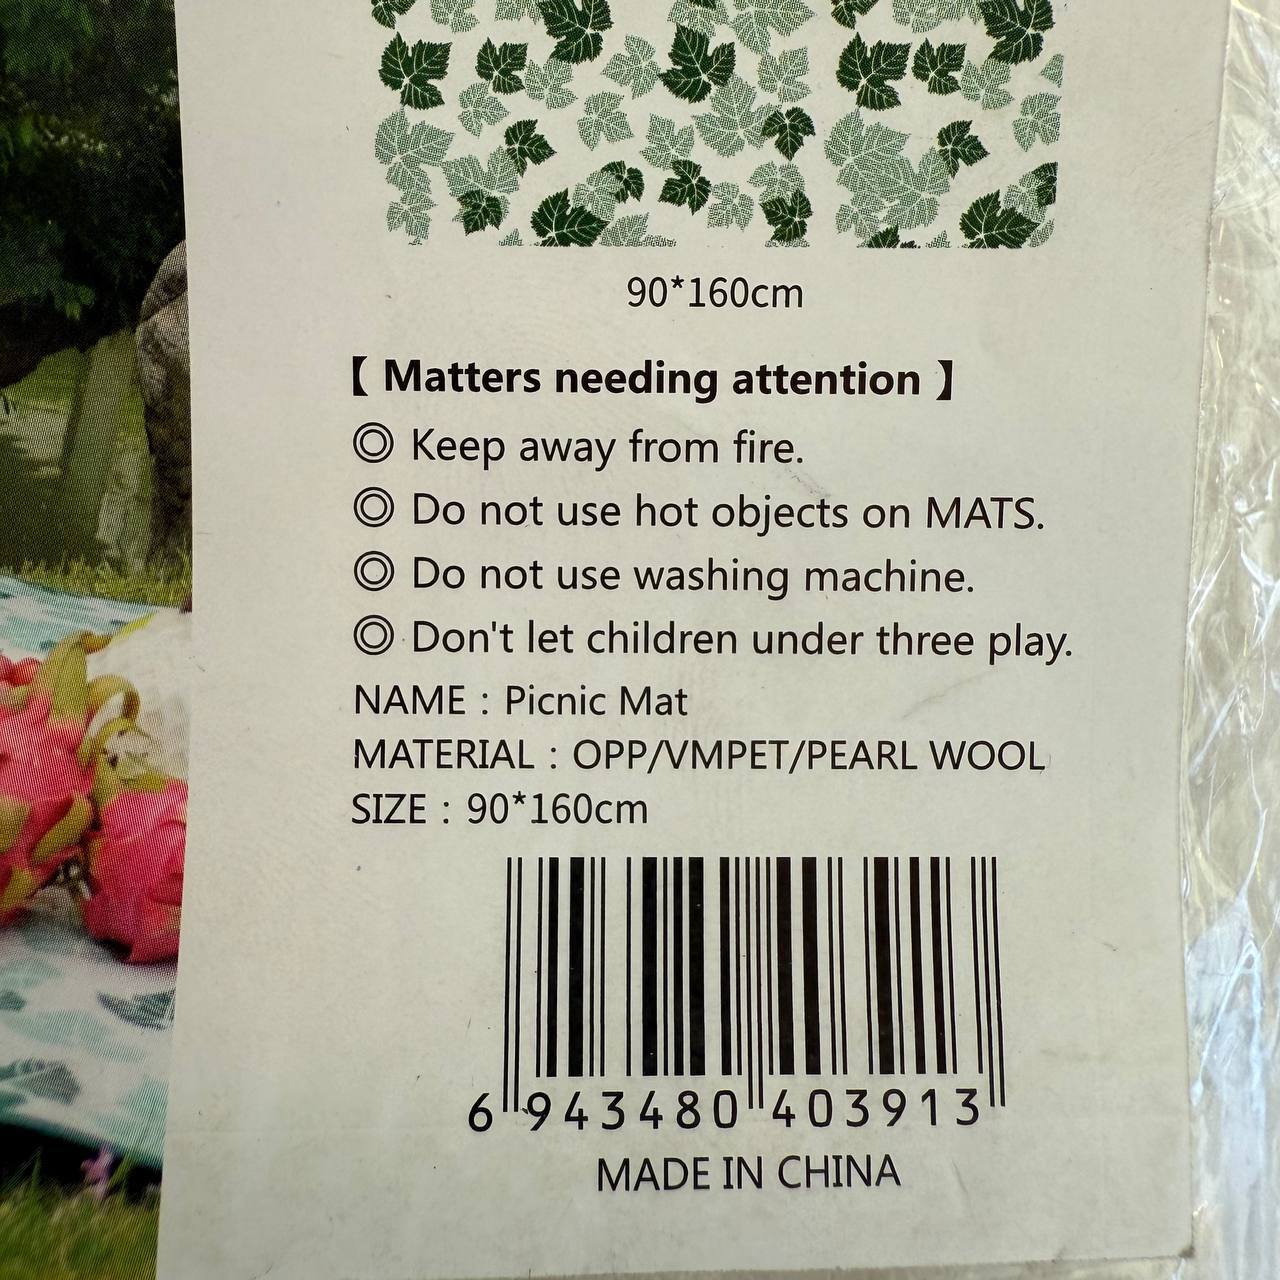 90*160cm
【 Matters needing attention 】
◎ Keep away from fire.
◎ Do not use hot objects on MATS.
◎ Do not use washing machine.
◎ Don't let children under three play.
NAME : Picnic Mat
MATERIAL : OPP/VMPET/PEARL WOOL
SIZE : 90*160cm
6 943480 403913
MADE IN CHINA